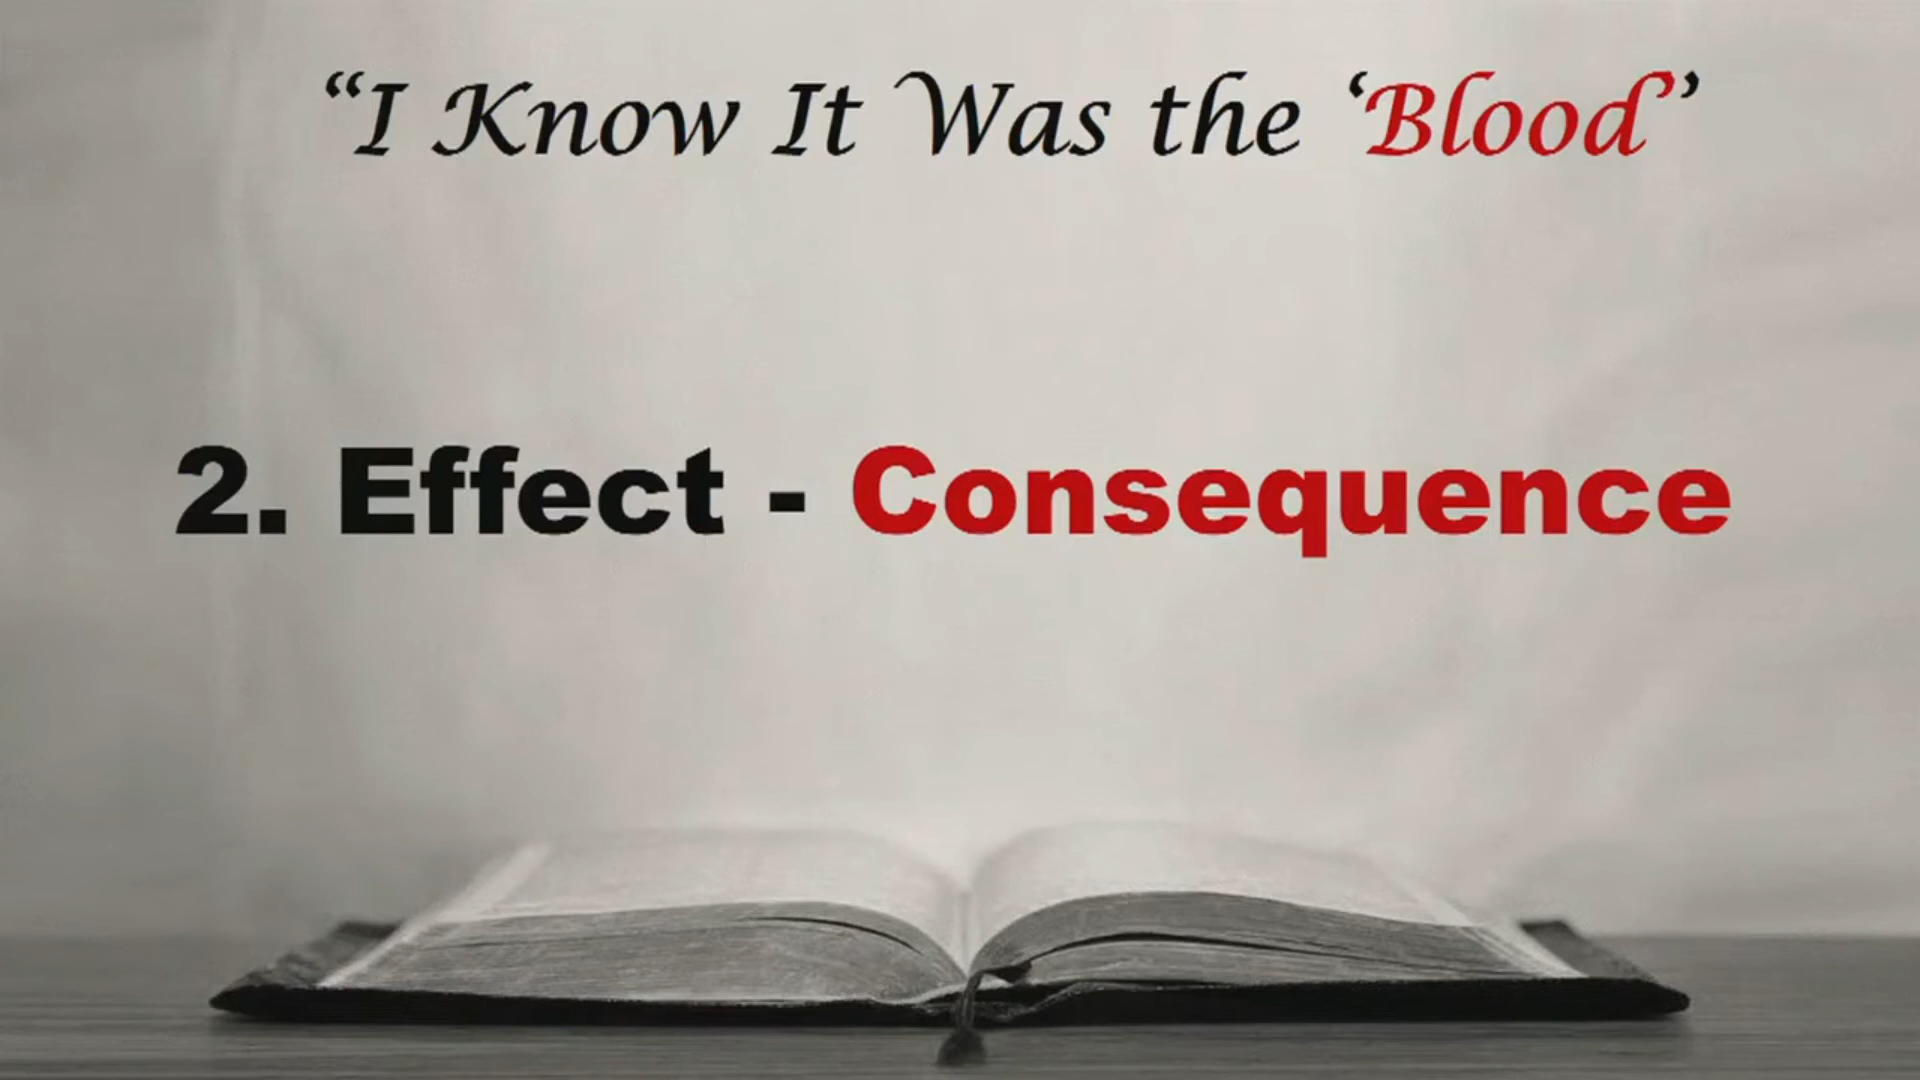 “I Know It Was the ‘Blood’’
2. Effect - Consequence